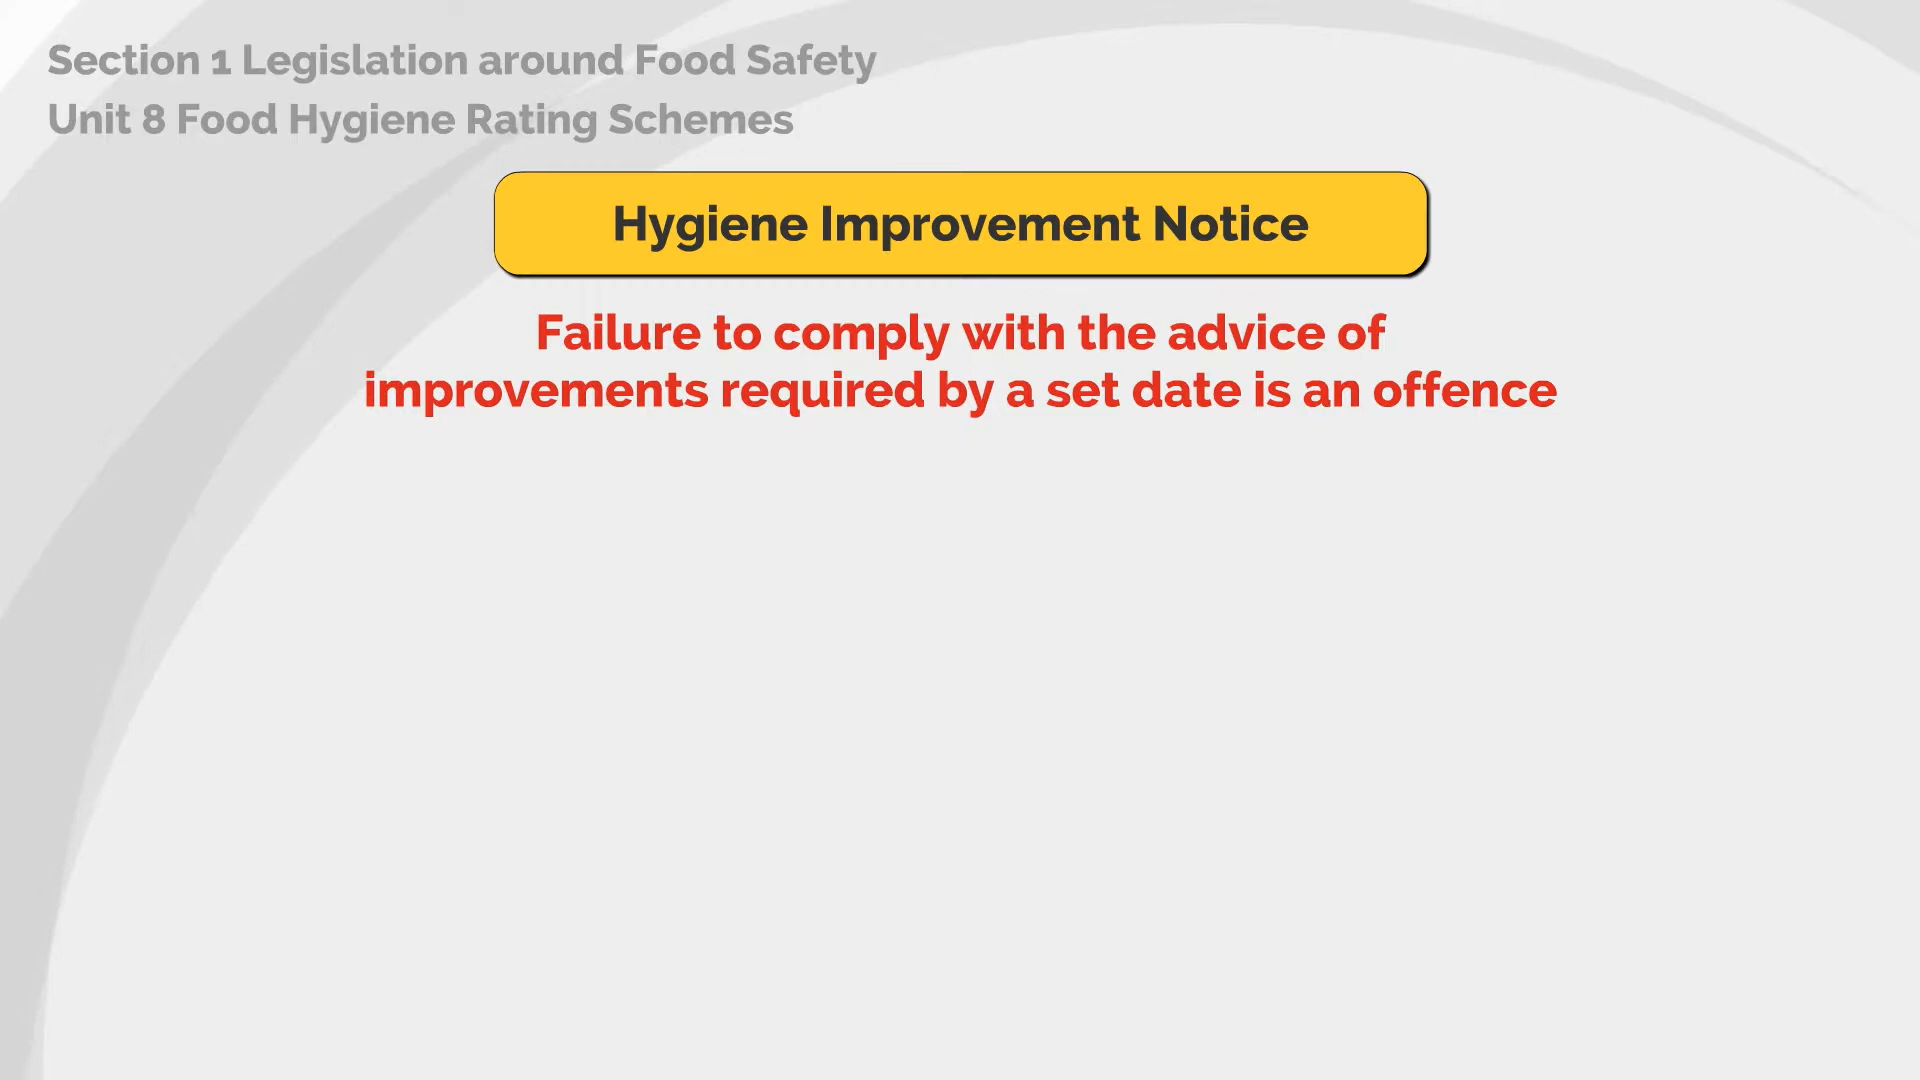 Section 1 Legislation around Food Safety
Unit 8 Food Hygiene Rating Schemes
Hygiene Improvement Notice
Failure to comply with the advice of
improvements required by a set date is an offence